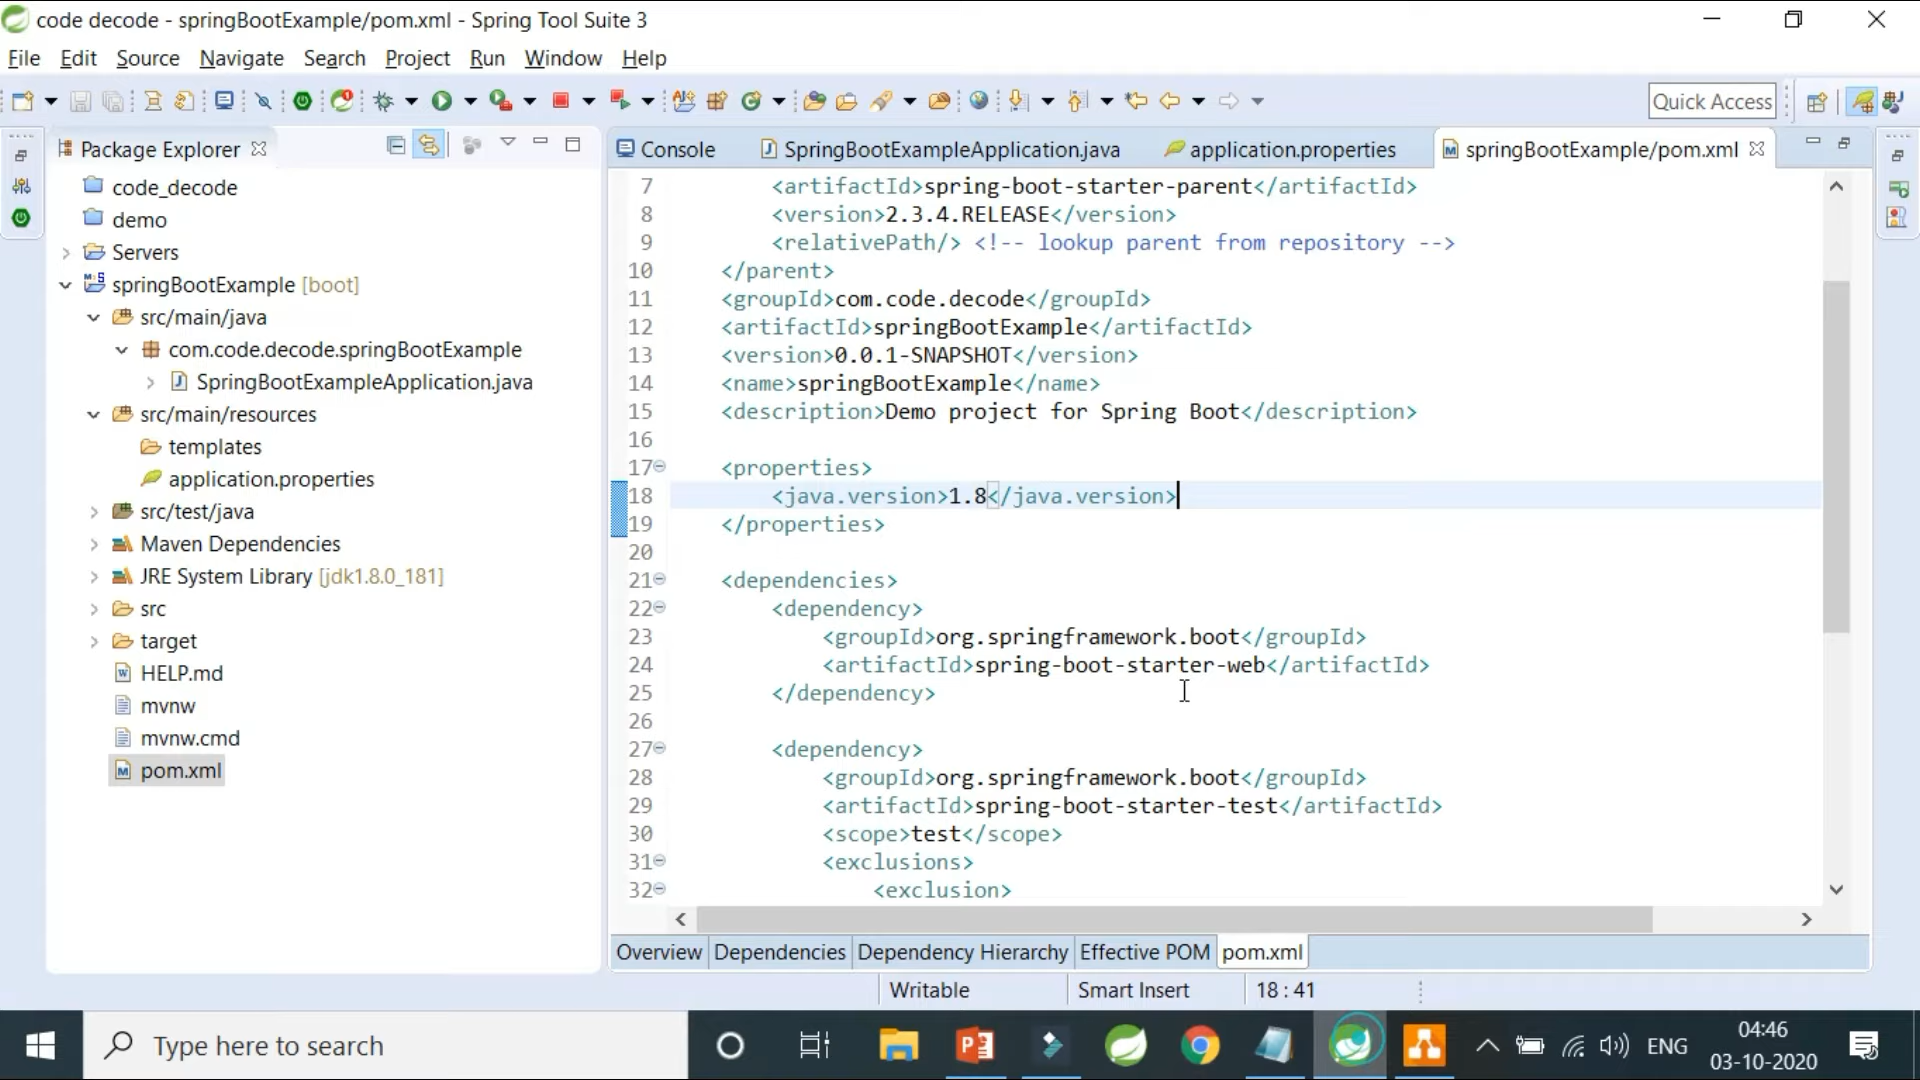 code decode - springBootExample/pom.xml - Spring Tool Suite 3
File Edit Source Navigate Search Project Run Window Help
Quick Access
Package Explorer
code_decode
demo
Servers
springBootExample [boot]
src/main/java
com.code.decode.springBootExample
SpringBootExampleApplication.java
src/main/resources
templates
application.properties
src/test/java
Maven Dependencies
JRE System Library [jdk1.8.0_181]
src
target
HELP.md
mvnw
mvnw.cmd
pom.xml
Console SpringBootExampleApplication.java application.properties springBootExample/pom.xml
7 <artifactId>spring-boot-starter-parent</artifactId>
8 <version>2.3.4.RELEASE</version>
9 <relativePath/> <!-- lookup parent from repository -->
10 </parent>
11 <groupId>com.code.decode</groupId>
12 <artifactId>springBootExample</artifactId>
13 <version>0.0.1-SNAPSHOT</version>
14 <name>springBootExample</name>
15 <description>Demo project for Spring Boot</description>
16
17 <properties>
18 <java.version>1.8</java.version>
19 </properties>
20
21 <dependencies>
22 <dependency>
23 <groupId>org.springframework.boot</groupId>
24 <artifactId>spring-boot-starter-web</artifactId>
25 </dependency>
26
27 <dependency>
28 <groupId>org.springframework.boot</groupId>
29 <artifactId>spring-boot-starter-test</artifactId>
30 <scope>test</scope>
31 <exclusions>
32 <exclusion>
Overview Dependencies Dependency Hierarchy Effective POM pom.xml
Writable Smart Insert 18 : 41
Type here to search
ENG
04:46
03-10-2020